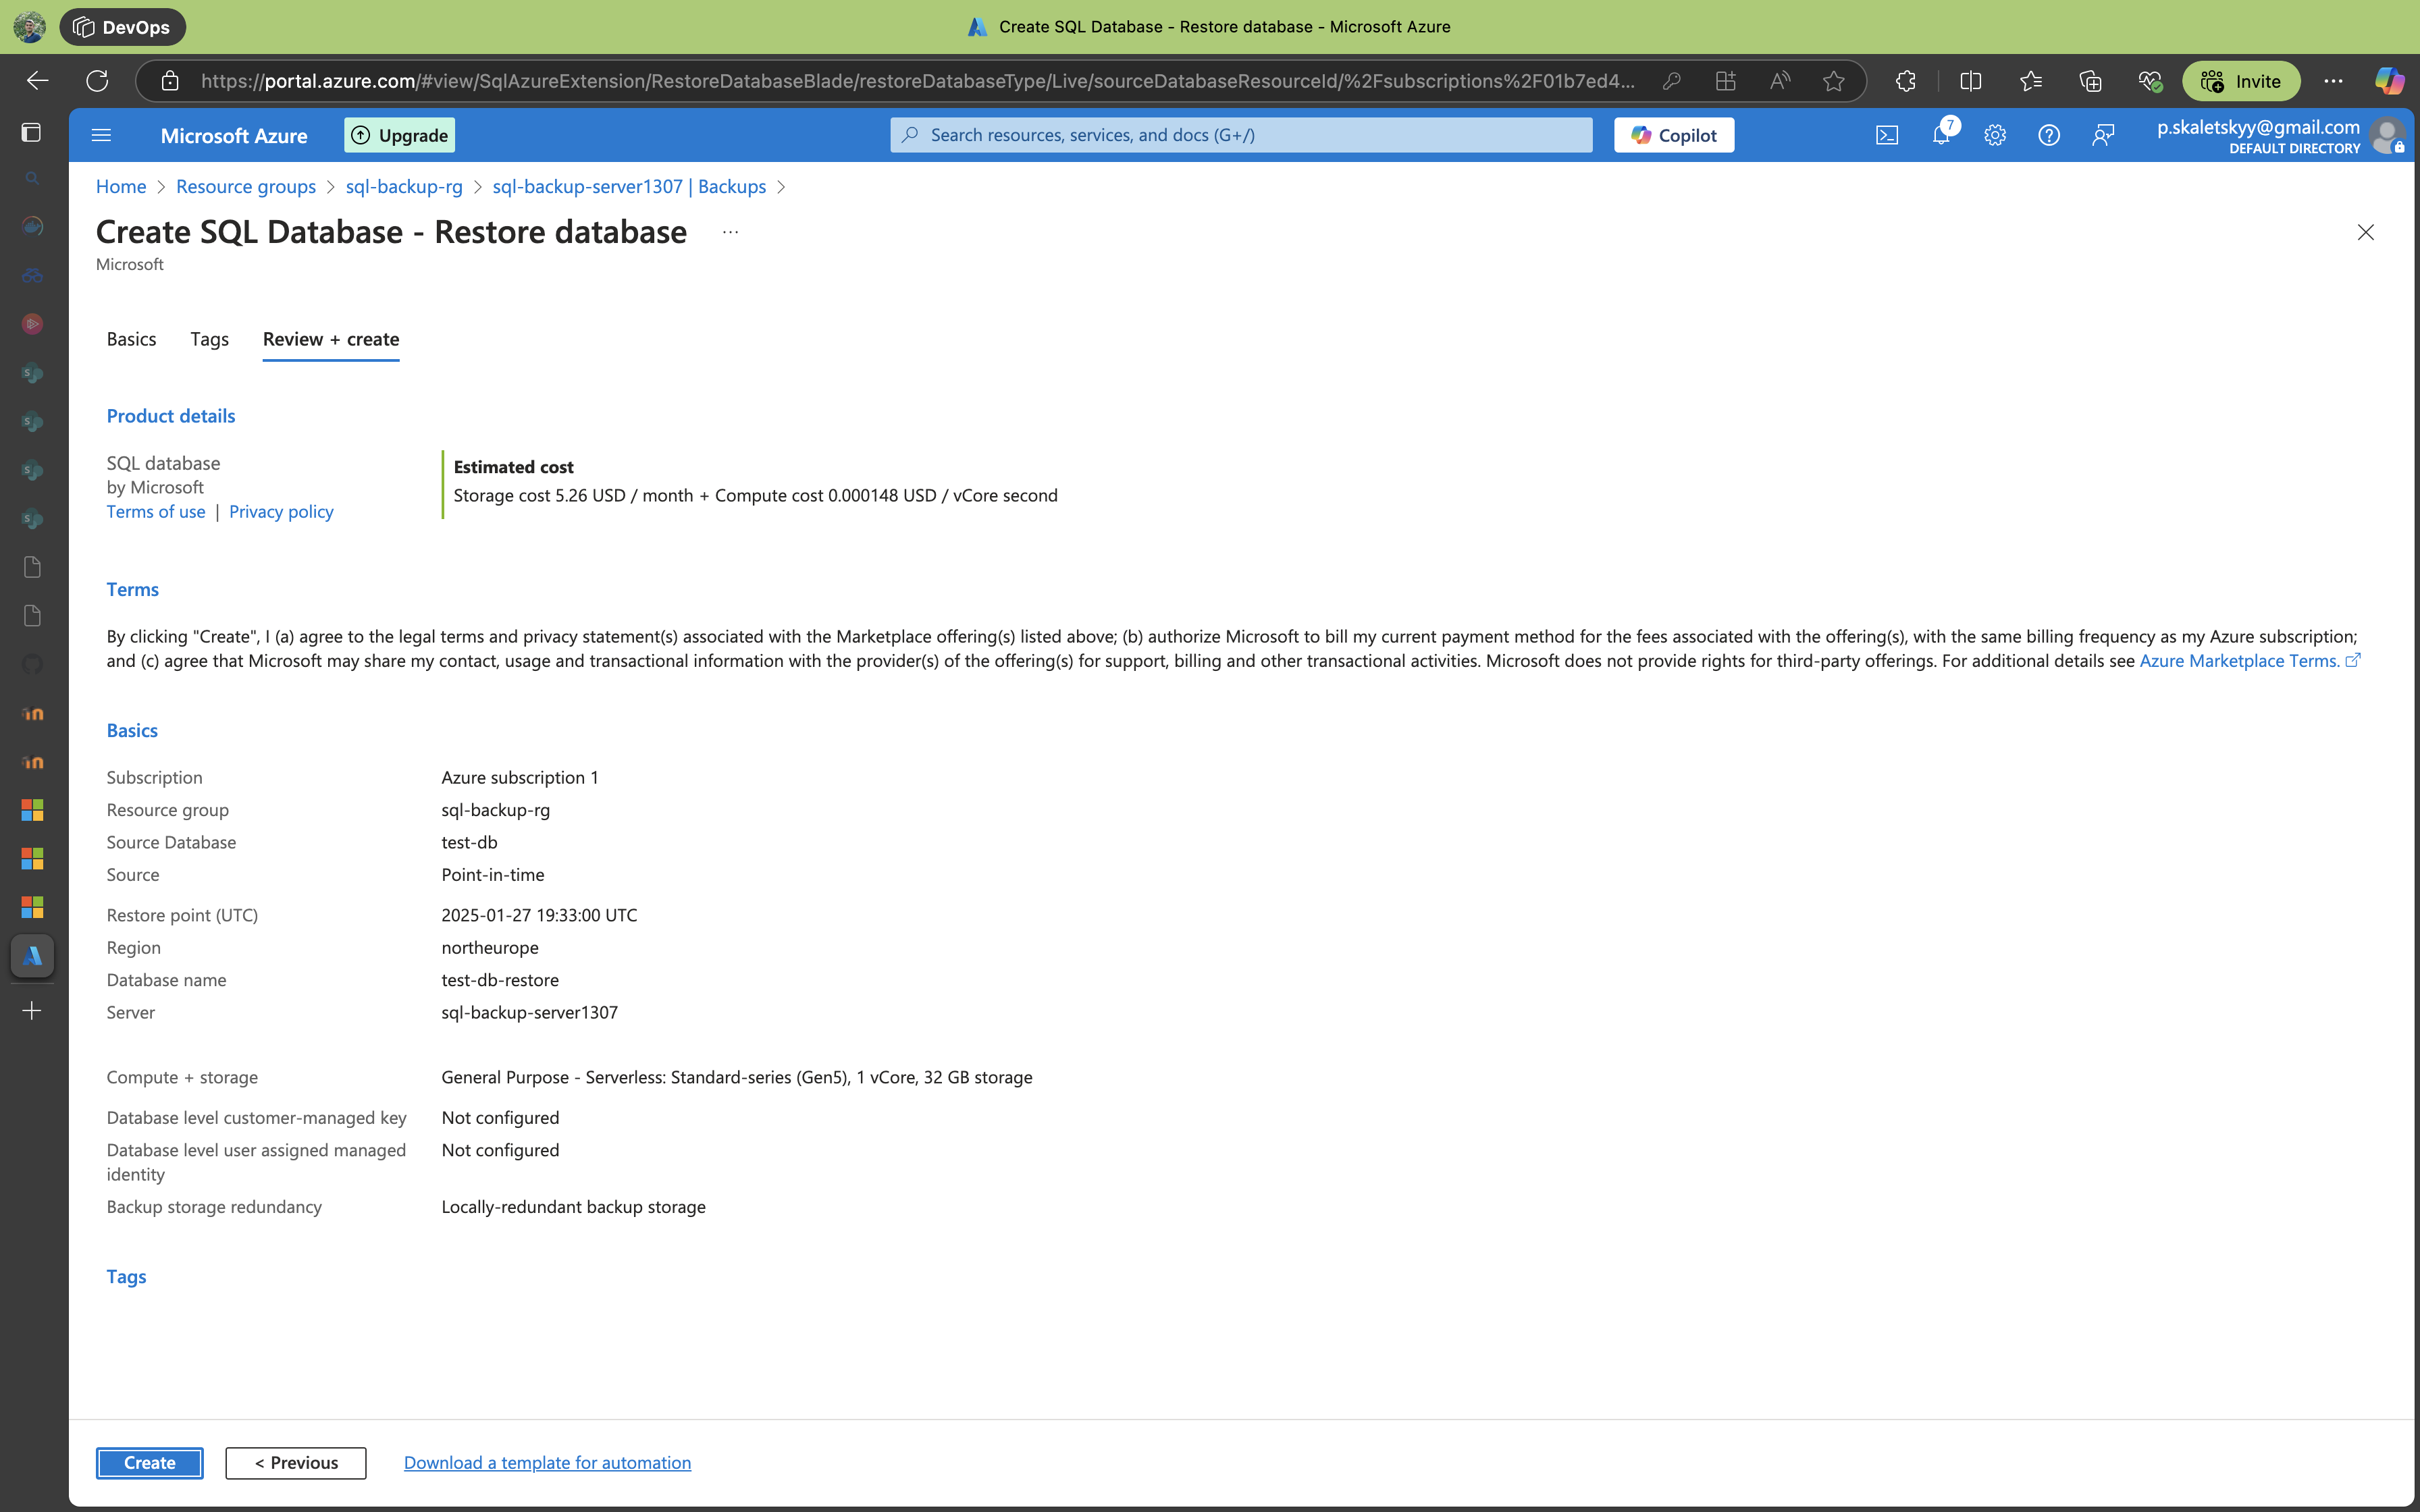 DevOps
Create SQL Database - Restore database - Microsoft Azure
https://portal.azure.com/#view/SqlAzureExtension/RestoreDatabaseBlade/restoreDatabaseType/Live/sourceDatabaseResourceId/%2Fsubscriptions%2F01b7ed4...
Invite
Microsoft Azure
Upgrade
Search resources, services, and docs (G+/)
Copilot
7
p.skaletskyy@gmail.com
DEFAULT DIRECTORY
Home > Resource groups > sql-backup-rg > sql-backup-server1307 | Backups >
Create SQL Database - Restore database ...
Microsoft
Basics
Tags
Review + create
Product details
SQL database
by Microsoft
Terms of use | Privacy policy
Estimated cost
Storage cost 5.26 USD / month + Compute cost 0.000148 USD / vCore second
Terms
By clicking "Create", I (a) agree to the legal terms and privacy statement(s) associated with the Marketplace offering(s) listed above; (b) authorize Microsoft to bill my current payment method for the fees associated with the offering(s), with the same billing frequency as my Azure subscription;
and (c) agree that Microsoft may share my contact, usage and transactional information with the provider(s) of the offering(s) for support, billing and other transactional activities. Microsoft does not provide rights for third-party offerings. For additional details see Azure Marketplace Terms.
Basics
Subscription Azure subscription 1
Resource group sql-backup-rg
Source Database test-db
Source Point-in-time
Restore point (UTC) 2025-01-27 19:33:00 UTC
Region northeurope
Database name test-db-restore
Server sql-backup-server1307
Compute + storage General Purpose - Serverless: Standard-series (Gen5), 1 vCore, 32 GB storage
Database level customer-managed key Not configured
Database level user assigned managed Not configured
identity
Backup storage redundancy Locally-redundant backup storage
Tags
Create
< Previous
Download a template for automation